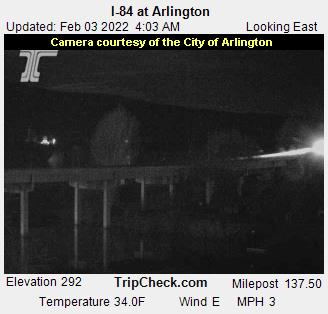 I-84 at Arlington
Updated: Feb 03 2022 4:03 AM Looking East
Camera courtesy of the City of Arlington
Elevation 292 TripCheck.com Milepost 137.50
Temperature 34.0F Wind E MPH 3